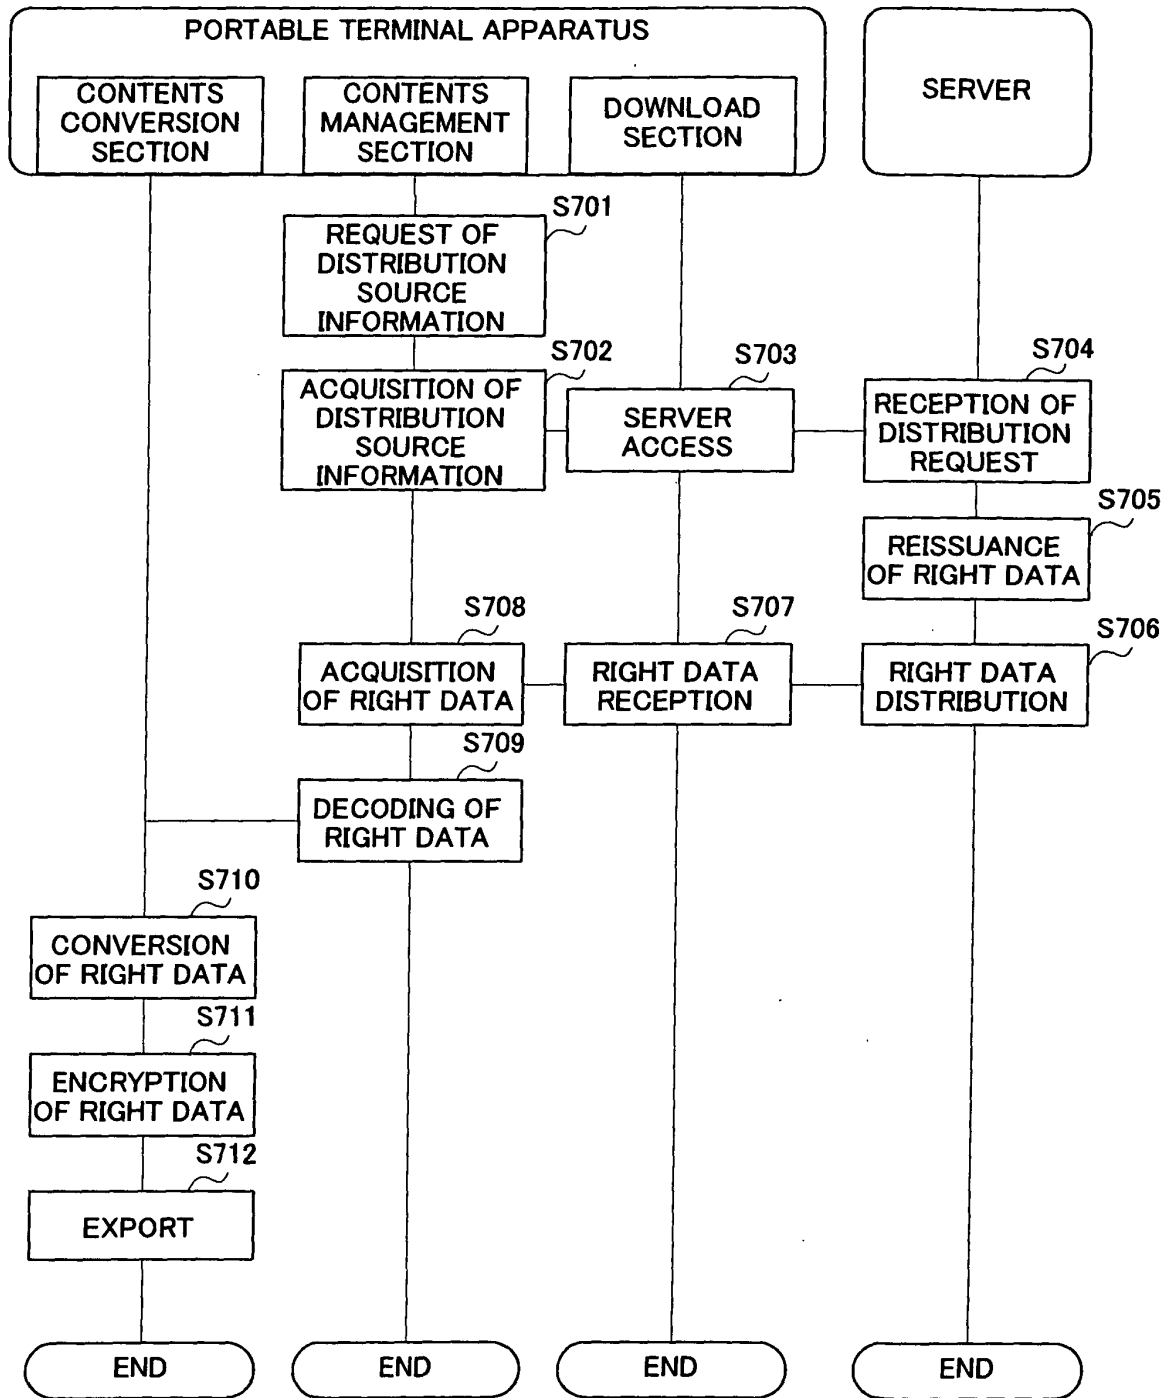 PORTABLE TERMINAL APPARATUS
CONTENTS
CONVERSION
SECTION
CONTENTS
MANAGEMENT
SECTION
DOWNLOAD
SECTION
SERVER
S701
REQUEST OF
DISTRIBUTION
SOURCE
INFORMATION
S702
ACQUISITION OF
DISTRIBUTION
SOURCE
INFORMATION
S703
SERVER
ACCESS
S704
RECEPTION OF
DISTRIBUTION
REQUEST
S705
REISSUANCE
OF RIGHT DATA
S708
ACQUISITION
OF RIGHT DATA
S707
RIGHT DATA
RECEPTION
S706
RIGHT DATA
DISTRIBUTION
S709
DECODING OF
RIGHT DATA
S710
CONVERSION
OF RIGHT DATA
S711
ENCRYPTION
OF RIGHT DATA
S712
EXPORT
END
END
END
END